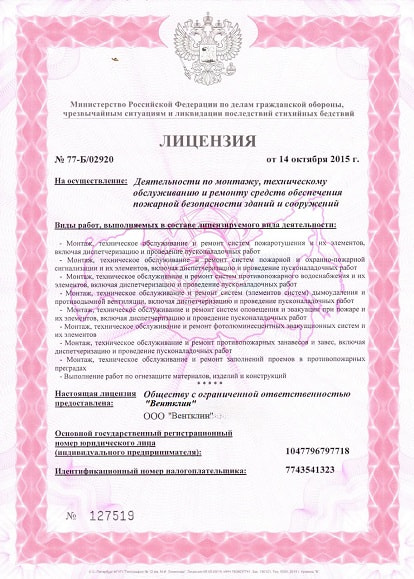 Министерство Российской Федерации по делам гражданской обороны,
чрезвычайным ситуациям и ликвидации последствий стихийных бедствий
ЛИЦЕНЗИЯ
№ 77-Б/02920 от 14 октября 2015 г.
На осуществление: Деятельности по монтажу, техническому
обслуживанию и ремонту средств обеспечения
пожарной безопасности зданий и сооружений
Виды работ, выполняемых в составе лицензируемого вида деятельности:
- Монтаж, техническое обслуживание и ремонт систем пожаротушения и их элементов,
включая диспетчеризацию и проведение пусконаладочных работ
- Монтаж, техническое обслуживание и ремонт систем пожарной и охранно-пожарной
сигнализации и их элементов, включая диспетчеризацию и проведение пусконаладочных работ
- Монтаж, техническое обслуживание и ремонт систем противопожарного водоснабжения и их
элементов, включая диспетчеризацию и проведение пусконаладочных работ
- Монтаж, техническое обслуживание и ремонт систем (элементов систем) дымоудаления и
противодымной вентиляции, включая диспетчеризацию и проведение пусконаладочных работ
- Монтаж, техническое обслуживание и ремонт систем оповещения и эвакуации при пожаре и
их элементов, включая диспетчеризацию и проведение пусконаладочных работ
- Монтаж, техническое обслуживание и ремонт фотолюминесцентных эвакуационных систем и
их элементов
- Монтаж, техническое обслуживание и ремонт противопожарных занавесов и завес, включая
диспетчеризацию и проведение пусконаладочных работ
- Монтаж, техническое обслуживание и ремонт заполнений проемов в противопожарных
преградах
- Выполнение работ по огнезащите материалов, изделий и конструкций
* * * * *
Настоящая лицензия Обществу с ограниченной ответственностью
предоставлена: "Вентклин"
ООО "Вентклин"
Основной государственный регистрационный
номер юридического лица
(индивидуального предпринимателя): 1047796797718
Идентификационный номер налогоплательщика: 7743541323
№ 127519